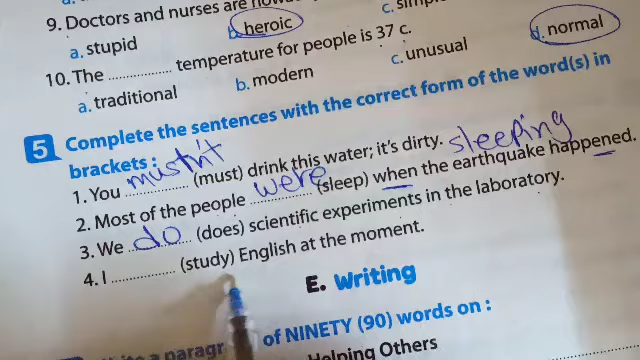 9. Doctors and nurses are
a. stupid b. heroic c.
10. The ............... temperature for people is 37 c.
a. traditional b. modern c. unusual d. normal
5 Complete the sentences with the correct form of the word(s) in
brackets :
1. You mustn't (must) drink this water; it's dirty.
2. Most of the people were sleeping (sleep) when the earthquake happened.
3. We do (does) scientific experiments in the laboratory.
4. I ............... (study) English at the moment.
E. Writing
a paragr of NINETY (90) words on :
Helping Others